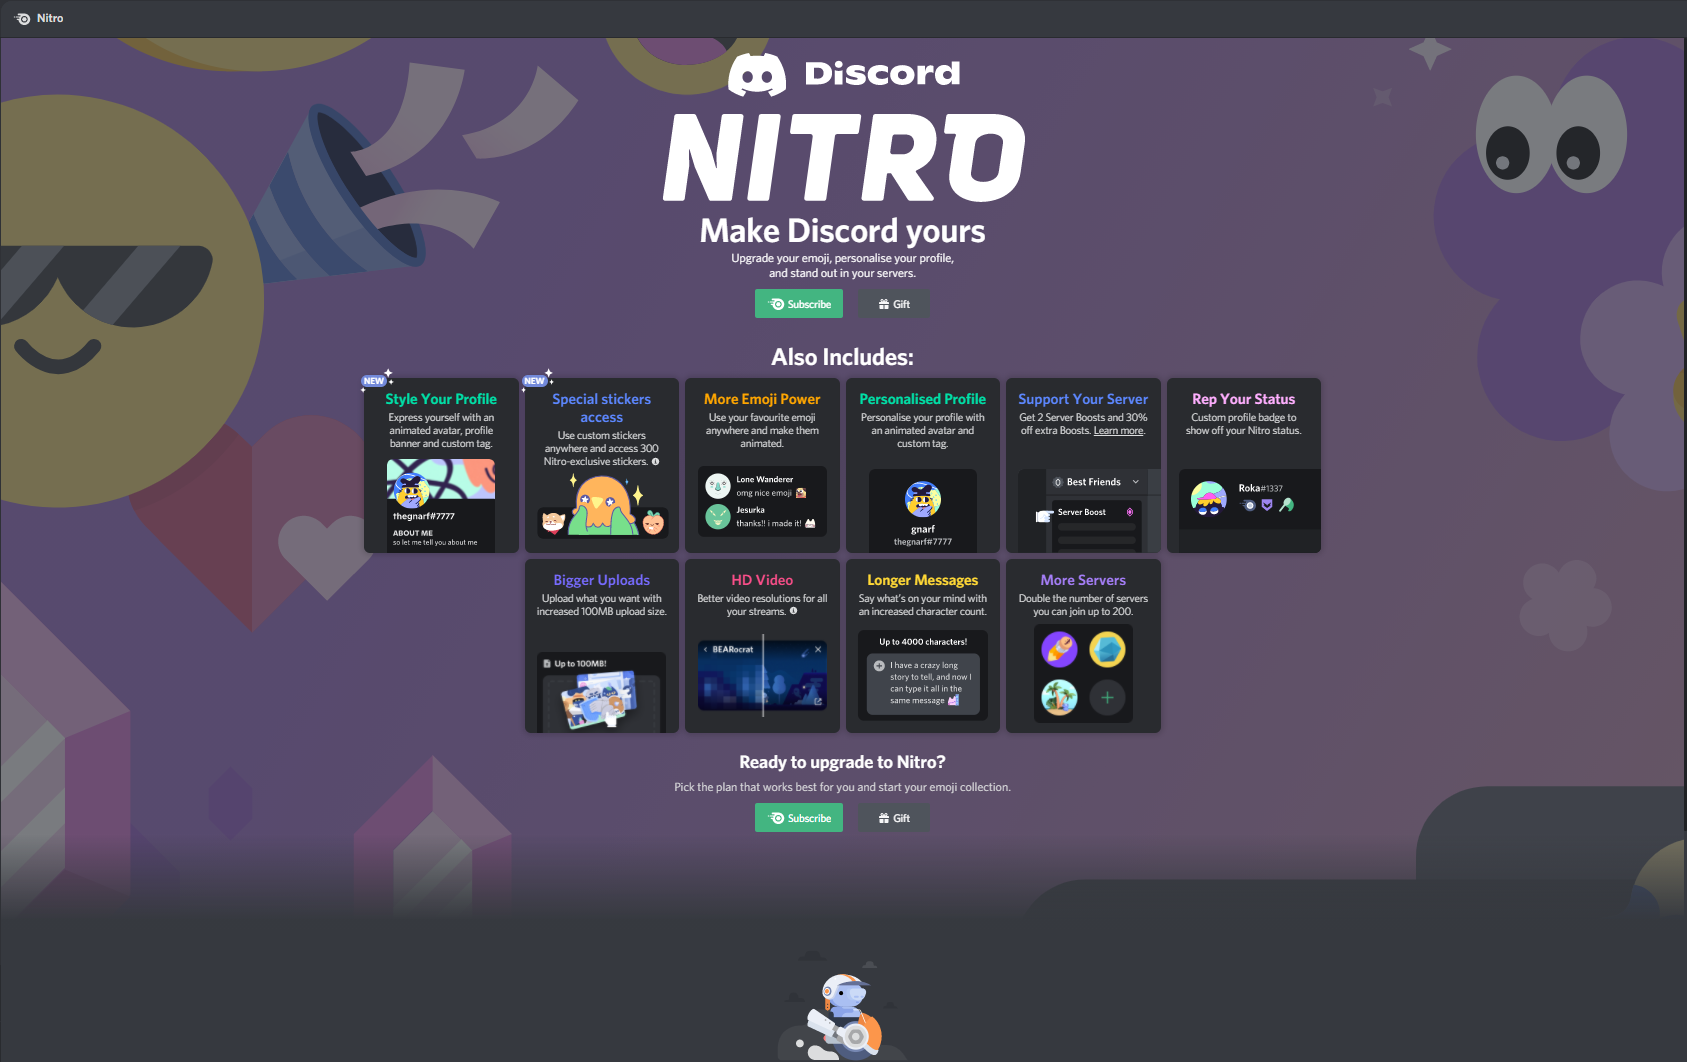 Nitro
Discord
NITRO
Make Discord yours
Upgrade your emoji, personalise your profile,
and stand out in your servers.
Subscribe
Gift
Also Includes:
NEW
Style Your Profile
Express yourself with an
animated avatar, profile
banner and custom tag.
thegnarf#7777
ABOUT ME
so let me tell you about me
NEW
Special stickers
access
Use custom stickers
anywhere and access 300
Nitro-exclusive stickers.
More Emoji Power
Use your favourite emoji
anywhere and make them
animated.
Lone Wanderer
omg nice emoji
Jesurka
thanks!! i made it!
Personalised Profile
Personalise your profile with
an animated avatar and
custom tag.
gnarf
thegnarf#7777
Support Your Server
Get 2 Server Boosts and 30%
off extra Boosts. Learn more.
0 Best Friends
Server Boost
Rep Your Status
Custom profile badge to
show off your Nitro status.
Roka#1337
Bigger Uploads
Upload what you want with
increased 100MB upload size.
Up to 100MB!
HD Video
Better video resolutions for all
your streams.
BEARocrat
Longer Messages
Say what's on your mind with
an increased character count.
Up to 4000 characters!
I have a crazy long
story to tell, and now I
can type it all in the
same message
More Servers
Double the number of servers
you can join up to 200.
Ready to upgrade to Nitro?
Pick the plan that works best for you and start your emoji collection.
Subscribe
Gift